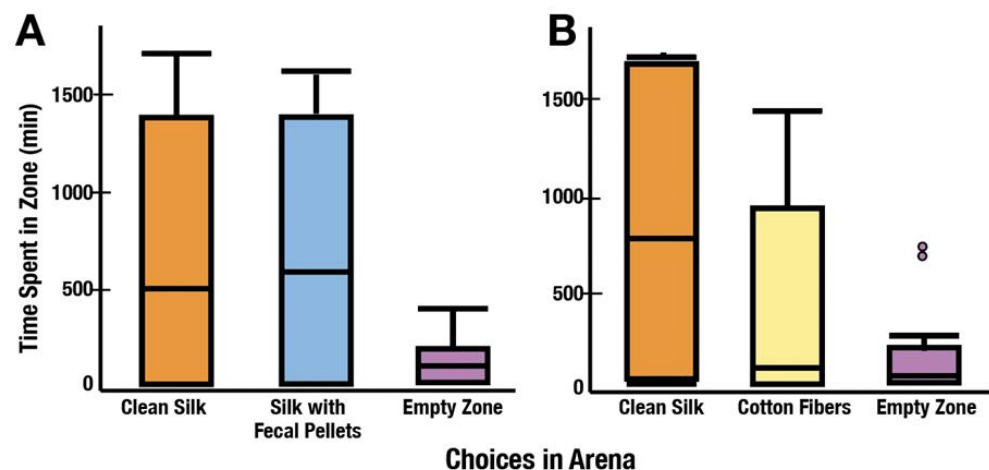 A
B
Time Spent in Zone (min)
1500
1000
500
0
Clean Silk
Silk with
Fecal Pellets
Empty Zone
1500
1000
500
0
Clean Silk
Cotton Fibers
Empty Zone
Choices in Arena